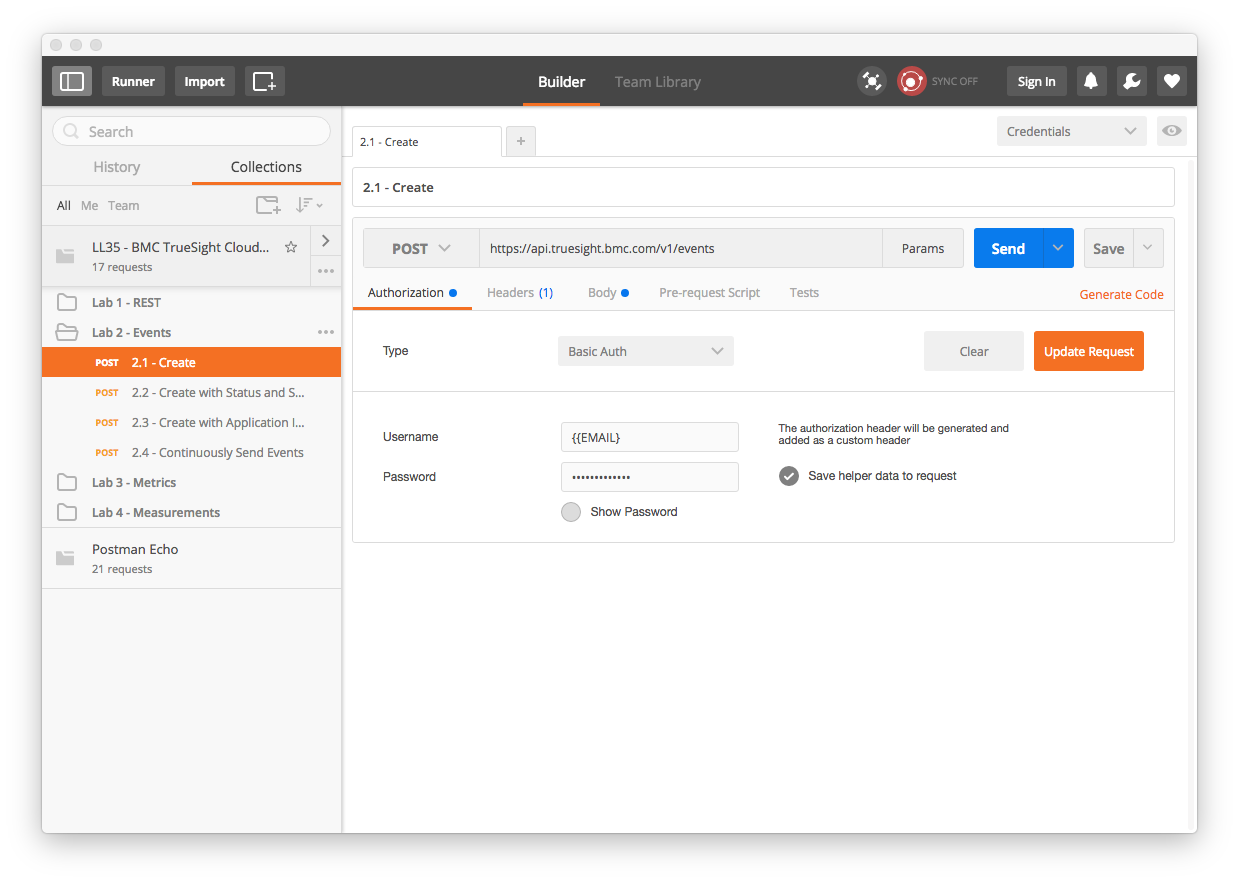 Runner Import Builder Team Library SYNC OFF Sign In
Search
History Collections
All Me Team
LL35 - BMC TrueSight Cloud...
17 requests
Lab 1 - REST
Lab 2 - Events
POST 2.1 - Create
POST 2.2 - Create with Status and S...
POST 2.3 - Create with Application I...
POST 2.4 - Continuously Send Events
Lab 3 - Metrics
Lab 4 - Measurements
Postman Echo
21 requests
2.1 - Create +
Credentials
2.1 - Create
POST https://api.truesight.bmc.com/v1/events Params Send Save
Authorization Headers (1) Body Pre-request Script Tests Generate Code
Type Basic Auth Clear Update Request
Username {{EMAIL}
The authorization header will be generated and
added as a custom header
Password ••••••••••••• Save helper data to request
Show Password